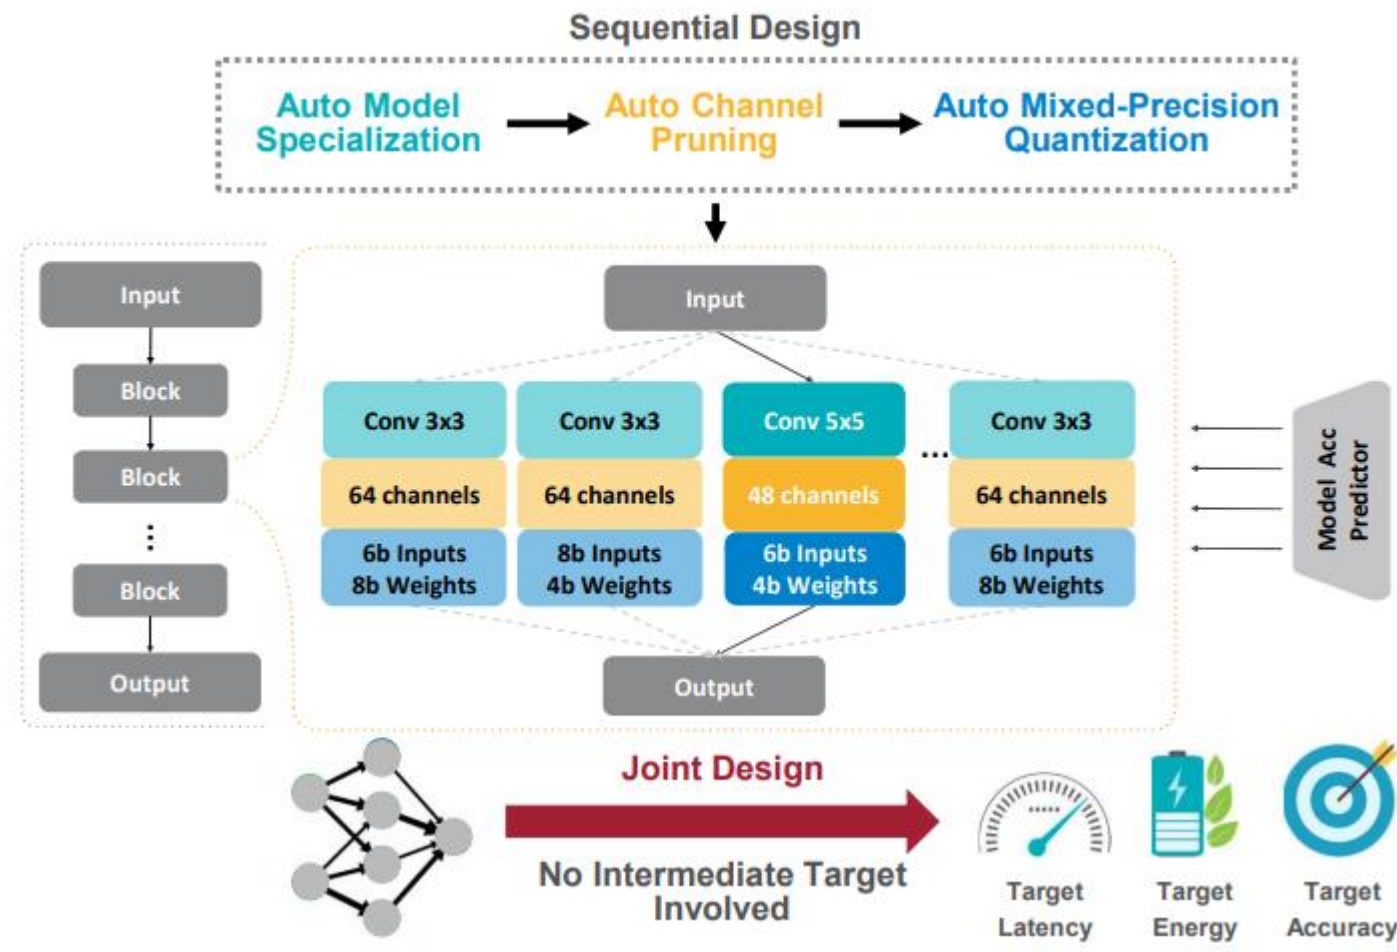 Sequential Design
Auto Model
Specialization
Auto Channel
Pruning
Auto Mixed-Precision
Quantization
Input
Block
Block
...
Block
Output
Input
Conv 3x3
64 channels
6b Inputs
8b Weights
Conv 3x3
64 channels
8b Inputs
4b Weights
Conv 5x5
48 channels
6b Inputs
4b Weights
...
Conv 3x3
64 channels
6b Inputs
8b Weights
Output
Model Acc
Predictor
Joint Design
No Intermediate Target
Involved
Target
Latency
Target
Energy
Target
Accuracy